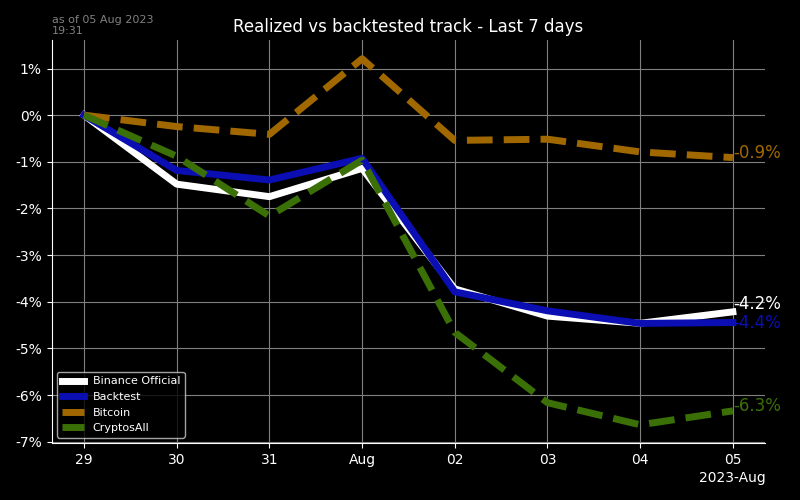 as of 05 Aug 2023
19:31
Realized vs backtested track - Last 7 days
1%
0%
-1%
-2%
-3%
-4%
-5%
-6%
-7%
-0.9%
-4.2%
-4.4%
-6.3%
Binance Official
Backtest
Bitcoin
CryptosAll
29 30 31 Aug 02 03 04 05
2023-Aug